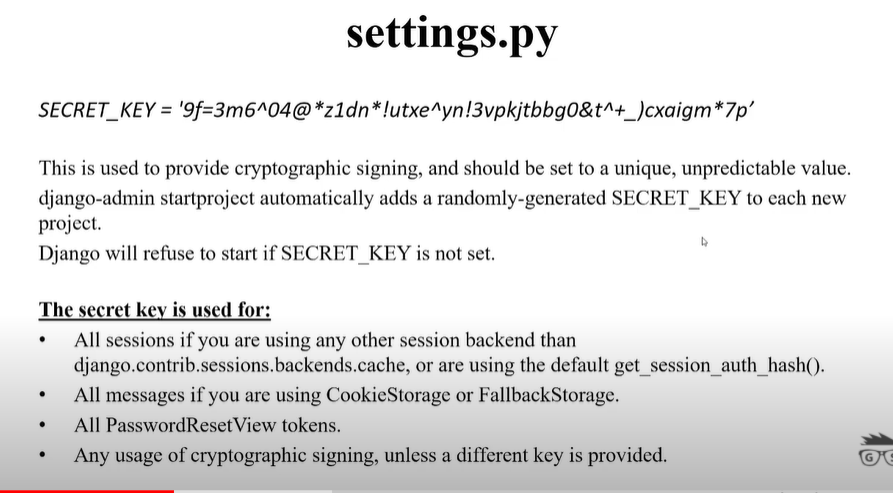 settings.py
SECRET_KEY = '9f=3m6^04@*z1dn*!utxe^yn!3vpkjtbbg0&t^+_)cxaigm*7p’
This is used to provide cryptographic signing, and should be set to a unique, unpredictable value.
django-admin startproject automatically adds a randomly-generated SECRET_KEY to each new
project.
Django will refuse to start if SECRET_KEY is not set.
The secret key is used for:
• All sessions if you are using any other session backend than
django.contrib.sessions.backends.cache, or are using the default get_session_auth_hash().
• All messages if you are using CookieStorage or FallbackStorage.
• All PasswordResetView tokens.
• Any usage of cryptographic signing, unless a different key is provided.
G